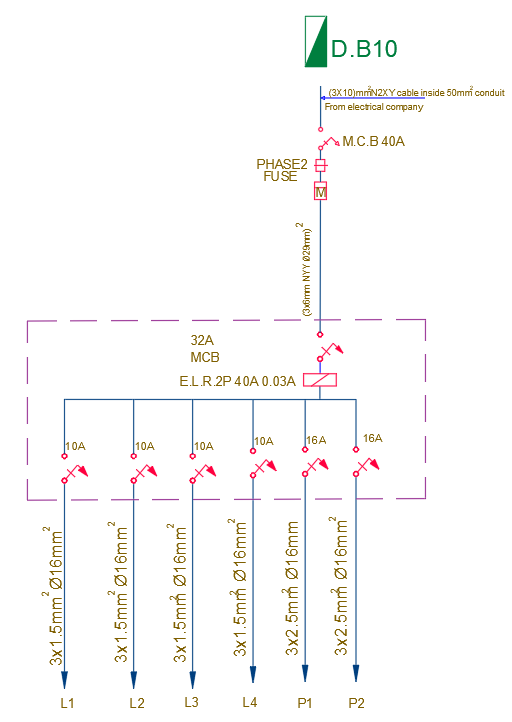 D.B10
(3X10)mm²N2XY cable inside 50mm² conduit
From electrical company
M.C.B 40A
PHASE2
FUSE
M
(3x6mm NYY Ø29mm)²
32A
MCB
E.L.R.2P 40A 0.03A
10A 10A 10A 10A 16A 16A
3x1.5mm² Ø16mm²
3x1.5mm² Ø16mm²
3x1.5mm² Ø16mm²
3x1.5mm² Ø16mm²
3x2.5mm² Ø16mm
3x2.5mm² Ø16mm²
L1 L2 L3 L4 P1 P2